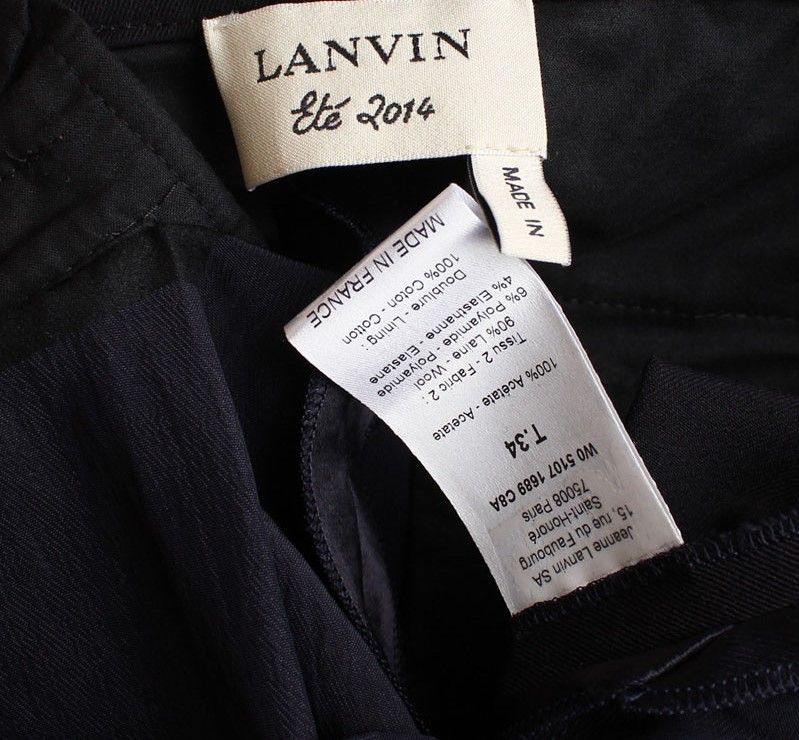 LANVIN
Eté 2014
MADE IN
Jeanne Lanvin SA
15, rue du Faubourg
Saint-Honoré
75008 Paris
W0 5107 1689 C8A
T.34
100% Acétate - Acetate
Tissu 2 - Fabric 2 :
90% Laine - Wool
6% Polyamide - Polyamide
4% Elasthanne - Elastane
Doublure - Lining :
100% Coton - Cotton
MADE IN FRANCE